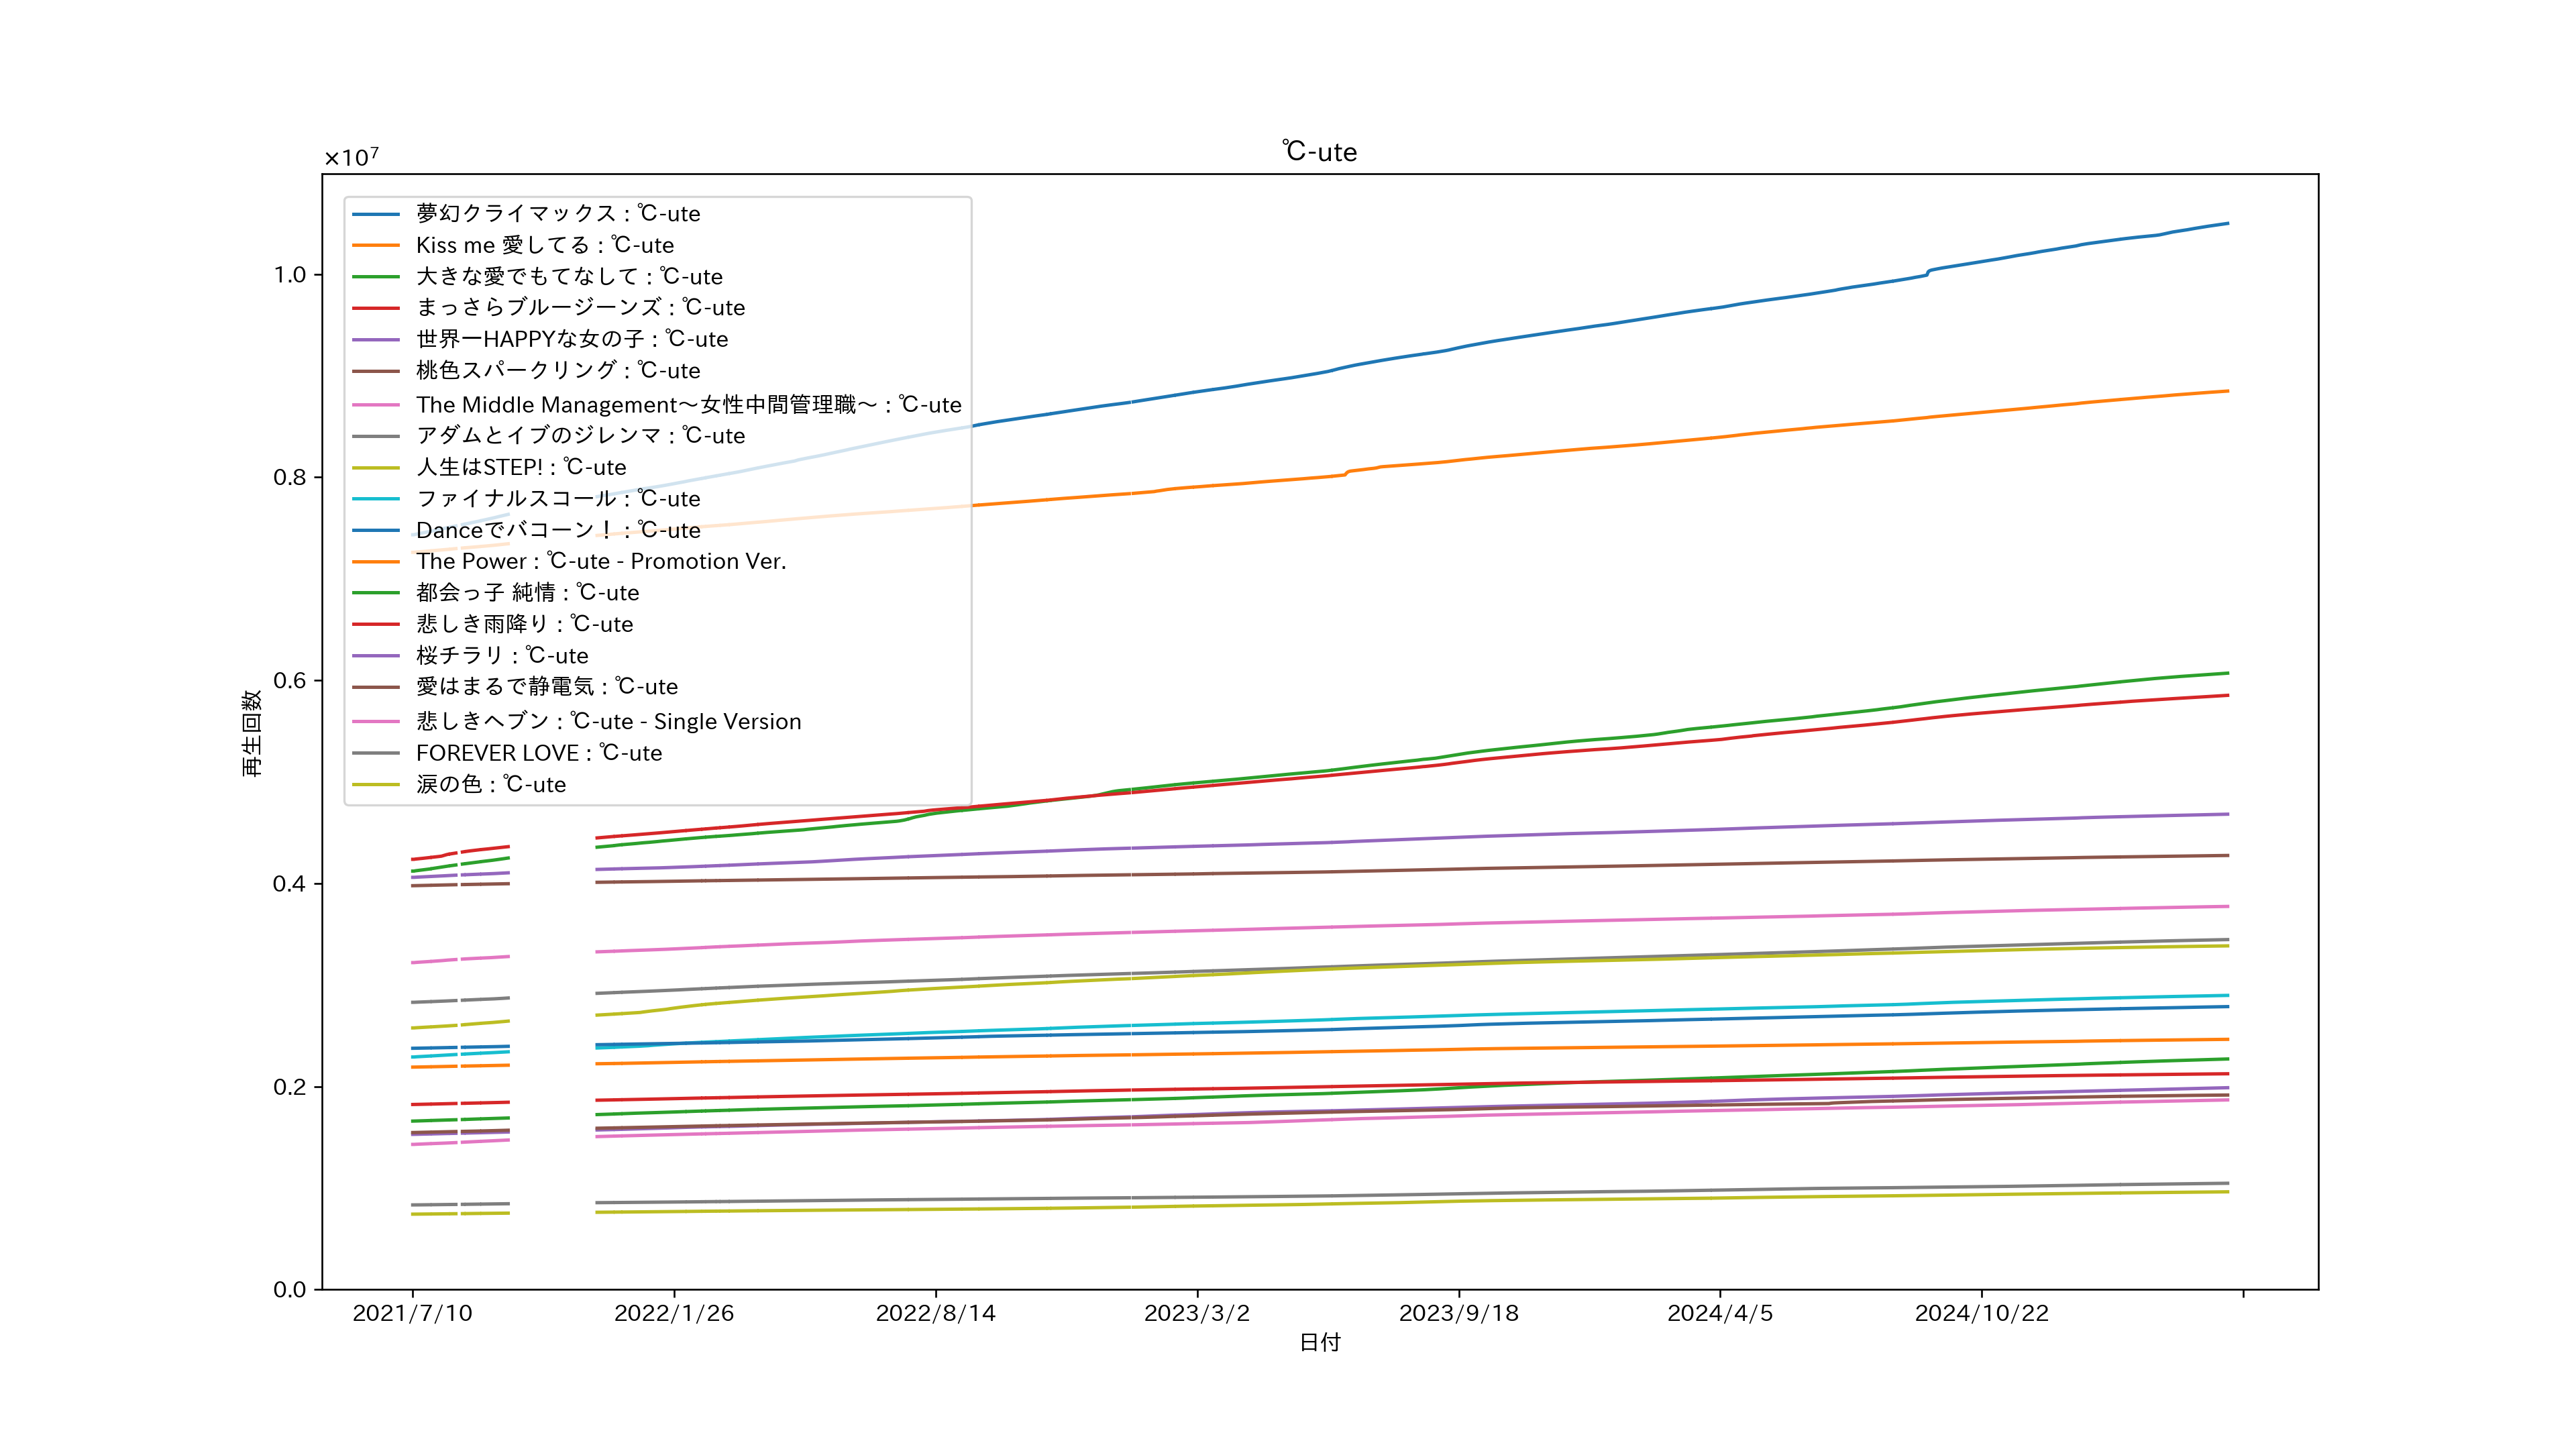 ℃-ute
×10⁷
夢幻クライマックス : ℃-ute
Kiss me 愛してる : ℃-ute
大きな愛でもてなして : ℃-ute
まっさらブルージーンズ : ℃-ute
世界一HAPPYな女の子 : ℃-ute
桃色スパークリング : ℃-ute
The Middle Management〜女性中間管理職〜 : ℃-ute
アダムとイブのジレンマ : ℃-ute
人生はSTEP! : ℃-ute
ファイナルスコール : ℃-ute
Danceでバコーン！ : ℃-ute
The Power : ℃-ute - Promotion Ver.
都会っ子 純情 : ℃-ute
悲しき雨降り : ℃-ute
桜チラリ : ℃-ute
愛はまるで静電気 : ℃-ute
悲しきヘブン : ℃-ute - Single Version
FOREVER LOVE : ℃-ute
涙の色 : ℃-ute
1.0
0.8
0.6
0.4
0.2
0.0
再生回数
2021/7/10 2022/1/26 2022/8/14 2023/3/2 2023/9/18 2024/4/5 2024/10/22
日付